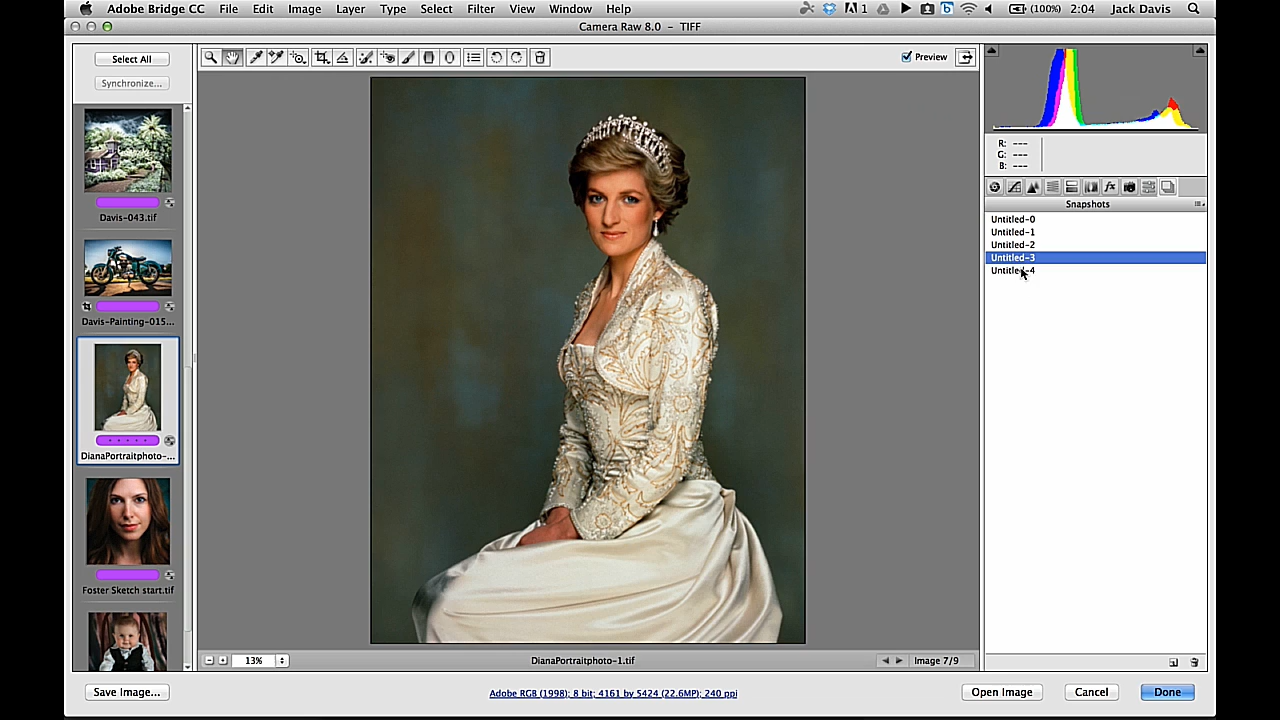 Adobe Bridge CC File Edit Image Layer Type Select Filter View Window Help 1 (100%) 2:04 Jack Davis
Camera Raw 8.0 - TIFF
Select All
Synchronize...
Preview
Davis-043.tif
Davis-Painting-015...
DianaPortraitphoto-...
Foster Sketch start.tif
R: ---
G: ---
B: ---
Snapshots
Untitled-0
Untitled-1
Untitled-2
Untitled-3
Untitled-4
13% DianaPortraitphoto-1.tif Image 7/9
Save Image... Adobe RGB (1998); 8 bit; 4161 by 5424 (22.6MP); 240 ppi Open Image Cancel Done